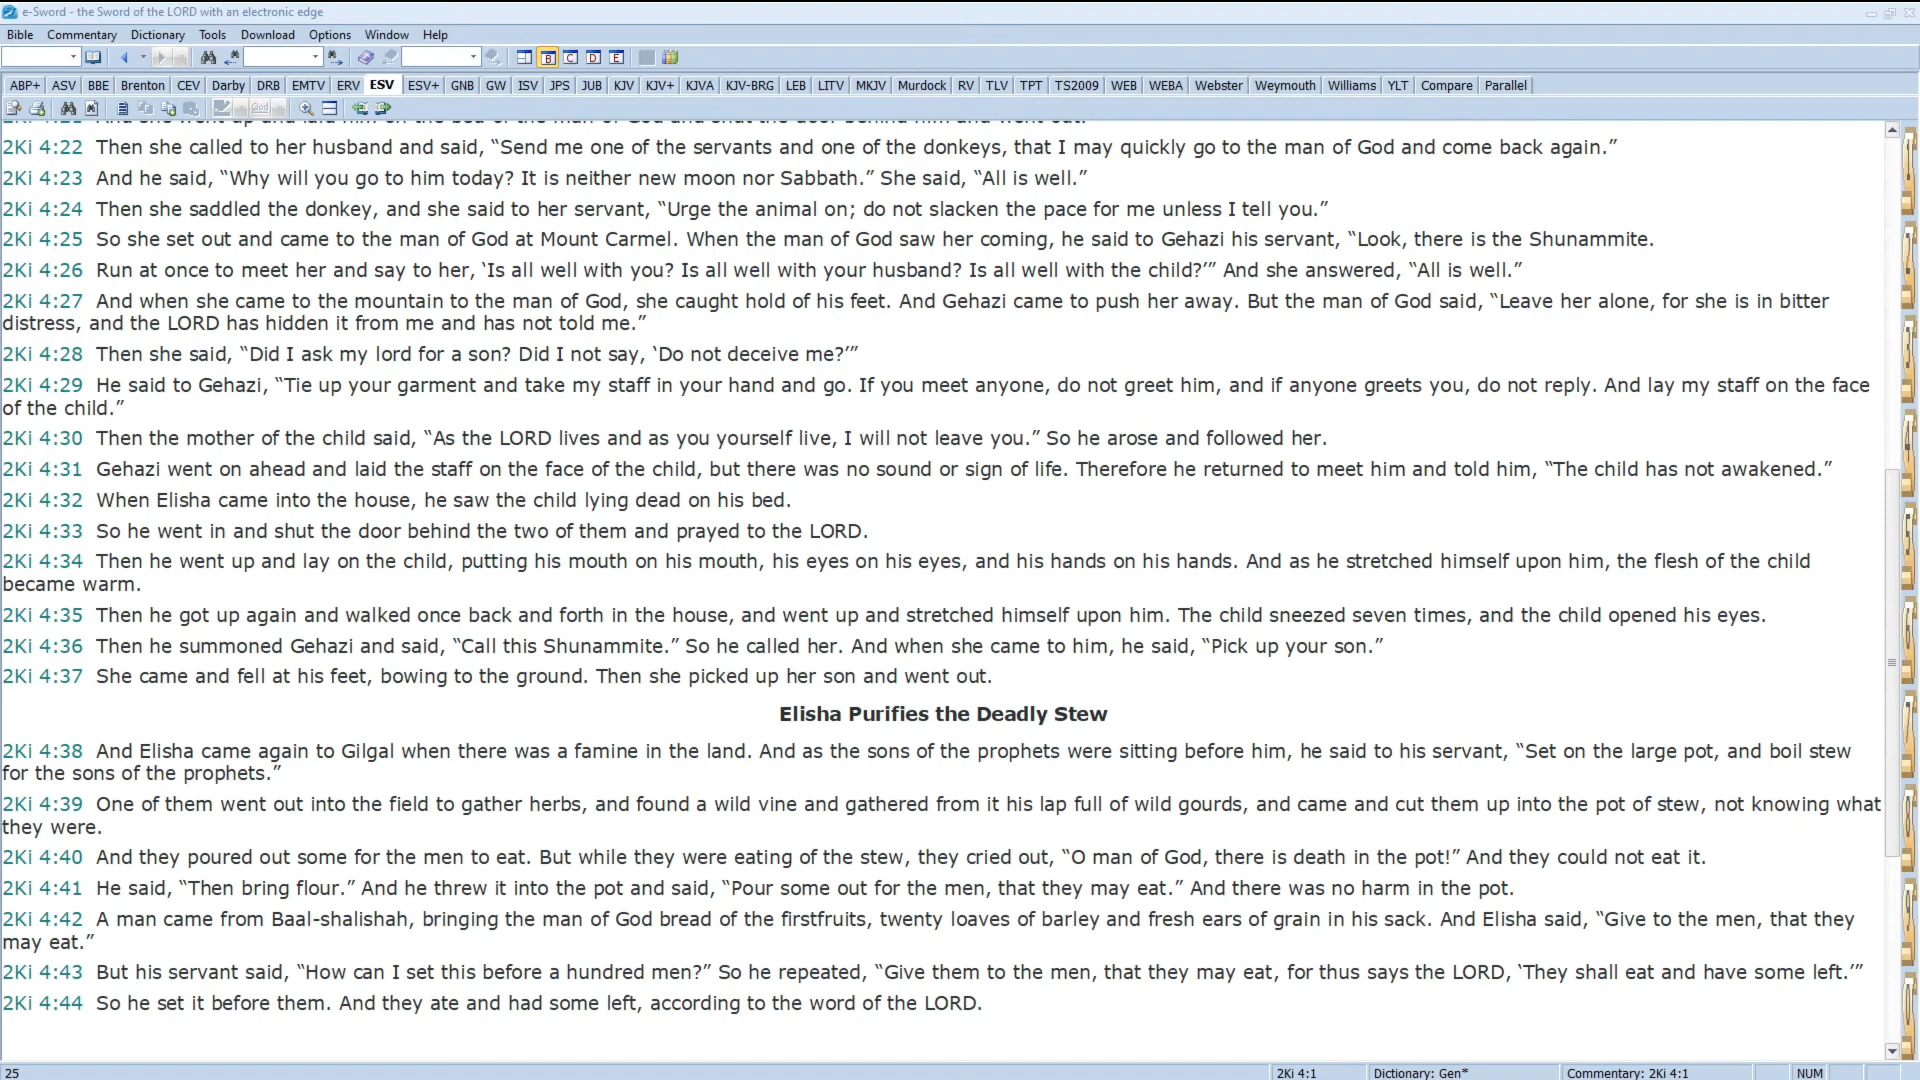 e-Sword - the Sword of the LORD with an electronic edge
Bible Commentary Dictionary Tools Download Options Window Help
B C D E
ABP+ ASV BBE Brenton CEV Darby DRB EMTV ERV ESV ESV+ GNB GW ISV JPS JUB KJV KJV+ KJVA KJV-BRG LEB LITV MKJV Murdock RV TLV TPT TS2009 WEB WEBA Webster Weymouth Williams YLT Compare Parallel
2Ki 4:22 Then she called to her husband and said, “Send me one of the servants and one of the donkeys, that I may quickly go to the man of God and come back again.”
2Ki 4:23 And he said, “Why will you go to him today? It is neither new moon nor Sabbath.” She said, “All is well.”
2Ki 4:24 Then she saddled the donkey, and she said to her servant, “Urge the animal on; do not slacken the pace for me unless I tell you.”
2Ki 4:25 So she set out and came to the man of God at Mount Carmel. When the man of God saw her coming, he said to Gehazi his servant, “Look, there is the Shunammite.
2Ki 4:26 Run at once to meet her and say to her, ‘Is all well with you? Is all well with your husband? Is all well with the child?’” And she answered, “All is well.”
2Ki 4:27 And when she came to the mountain to the man of God, she caught hold of his feet. And Gehazi came to push her away. But the man of God said, “Leave her alone, for she is in bitter
distress, and the LORD has hidden it from me and has not told me.”
2Ki 4:28 Then she said, “Did I ask my lord for a son? Did I not say, ‘Do not deceive me?’”
2Ki 4:29 He said to Gehazi, “Tie up your garment and take my staff in your hand and go. If you meet anyone, do not greet him, and if anyone greets you, do not reply. And lay my staff on the face
of the child.”
2Ki 4:30 Then the mother of the child said, “As the LORD lives and as you yourself live, I will not leave you.” So he arose and followed her.
2Ki 4:31 Gehazi went on ahead and laid the staff on the face of the child, but there was no sound or sign of life. Therefore he returned to meet him and told him, “The child has not awakened.”
2Ki 4:32 When Elisha came into the house, he saw the child lying dead on his bed.
2Ki 4:33 So he went in and shut the door behind the two of them and prayed to the LORD.
2Ki 4:34 Then he went up and lay on the child, putting his mouth on his mouth, his eyes on his eyes, and his hands on his hands. And as he stretched himself upon him, the flesh of the child
became warm.
2Ki 4:35 Then he got up again and walked once back and forth in the house, and went up and stretched himself upon him. The child sneezed seven times, and the child opened his eyes.
2Ki 4:36 Then he summoned Gehazi and said, “Call this Shunammite.” So he called her. And when she came to him, he said, “Pick up your son.”
2Ki 4:37 She came and fell at his feet, bowing to the ground. Then she picked up her son and went out.
Elisha Purifies the Deadly Stew
2Ki 4:38 And Elisha came again to Gilgal when there was a famine in the land. And as the sons of the prophets were sitting before him, he said to his servant, “Set on the large pot, and boil stew
for the sons of the prophets.”
2Ki 4:39 One of them went out into the field to gather herbs, and found a wild vine and gathered from it his lap full of wild gourds, and came and cut them up into the pot of stew, not knowing what
they were.
2Ki 4:40 And they poured out some for the men to eat. But while they were eating of the stew, they cried out, “O man of God, there is death in the pot!” And they could not eat it.
2Ki 4:41 He said, “Then bring flour.” And he threw it into the pot and said, “Pour some out for the men, that they may eat.” And there was no harm in the pot.
2Ki 4:42 A man came from Baal-shalishah, bringing the man of God bread of the firstfruits, twenty loaves of barley and fresh ears of grain in his sack. And Elisha said, “Give to the men, that they
may eat.”
2Ki 4:43 But his servant said, “How can I set this before a hundred men?” So he repeated, “Give them to the men, that they may eat, for thus says the LORD, ‘They shall eat and have some left.’”
2Ki 4:44 So he set it before them. And they ate and had some left, according to the word of the LORD.
25 2Ki 4:1 Dictionary: Gen* Commentary: 2Ki 4:1 NUM